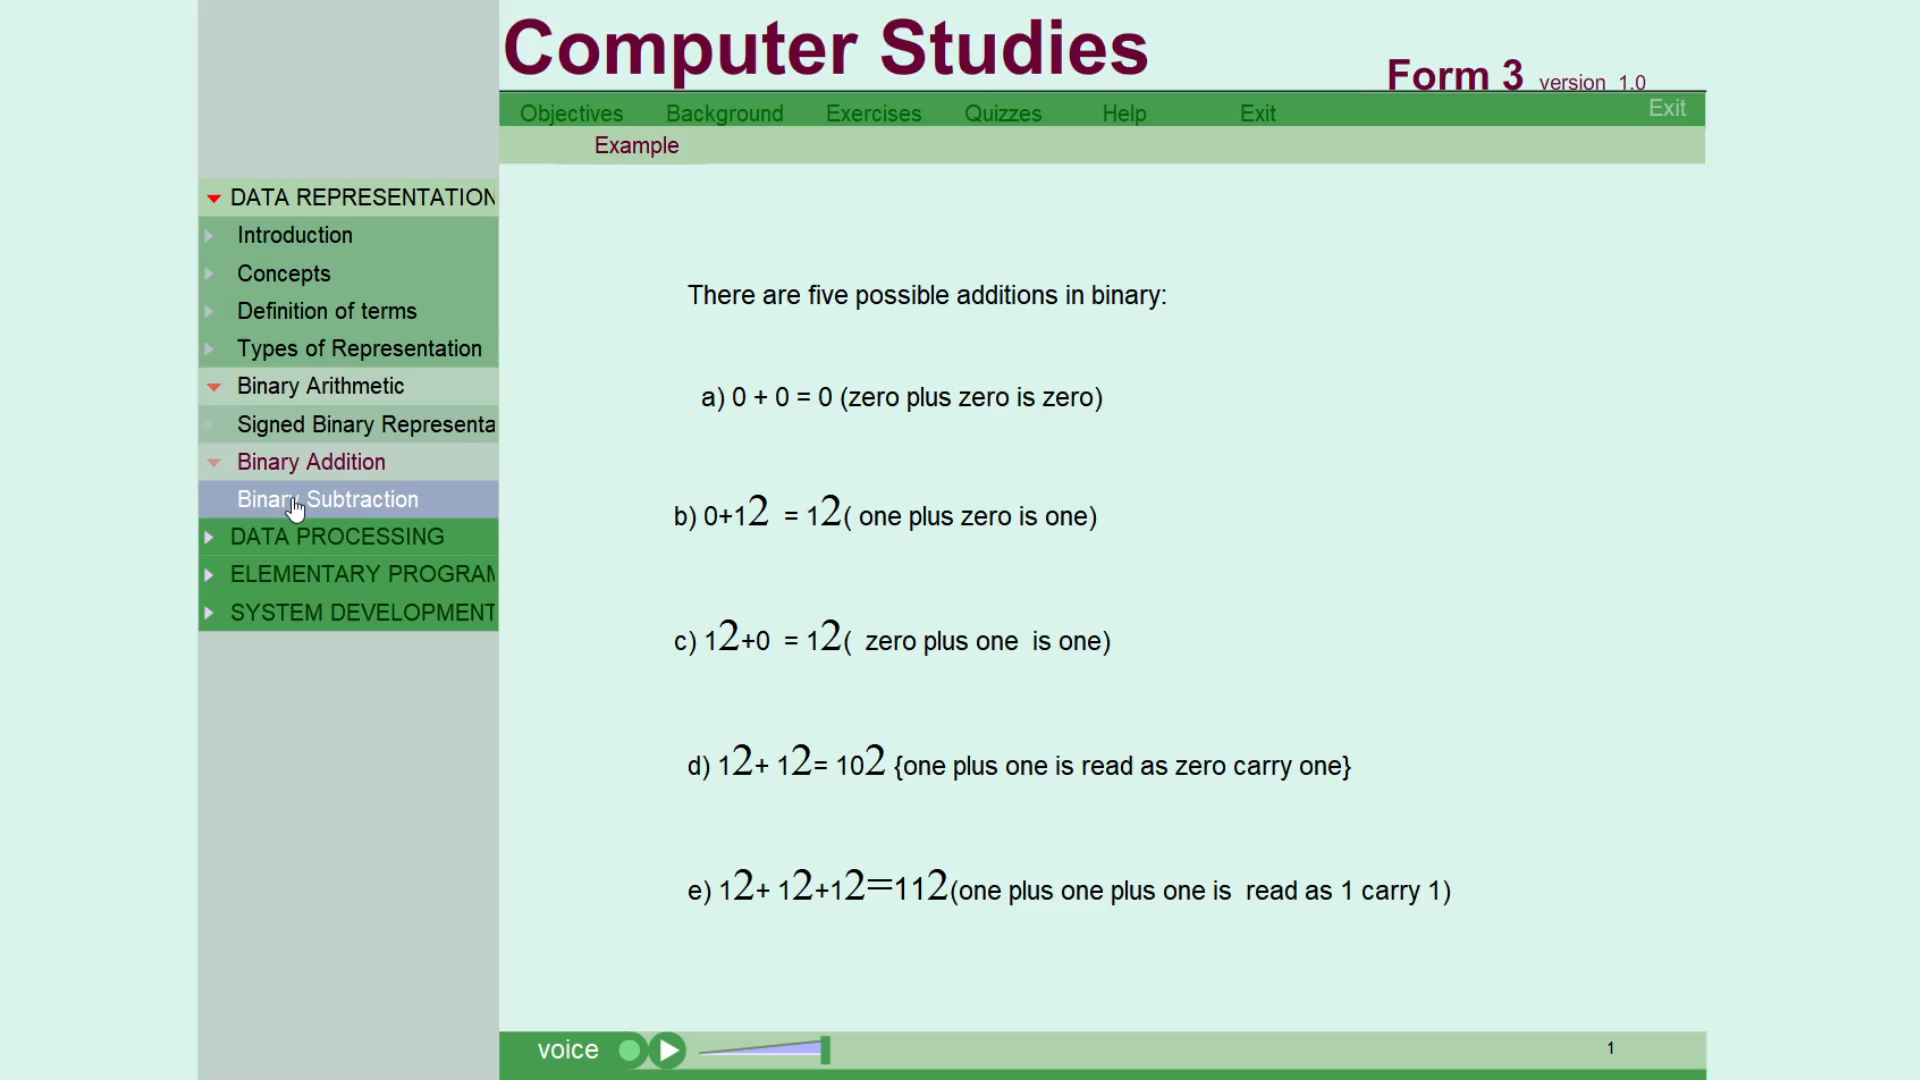 Computer Studies
Form 3 version 1.0
Objectives Background Exercises Quizzes Help Exit Exit
Example
DATA REPRESENTATION
Introduction
Concepts
Definition of terms
Types of Representation
Binary Arithmetic
Signed Binary Representa
Binary Addition
Binary Subtraction
DATA PROCESSING
ELEMENTARY PROGRAM
SYSTEM DEVELOPMENT
There are five possible additions in binary:
a) 0 + 0 = 0 (zero plus zero is zero)
b) 0+12 = 12( one plus zero is one)
c) 12+0 = 12( zero plus one is one)
d) 12+ 12= 102 {one plus one is read as zero carry one}
e) 12+ 12+12=112(one plus one plus one is read as 1 carry 1)
voice
1